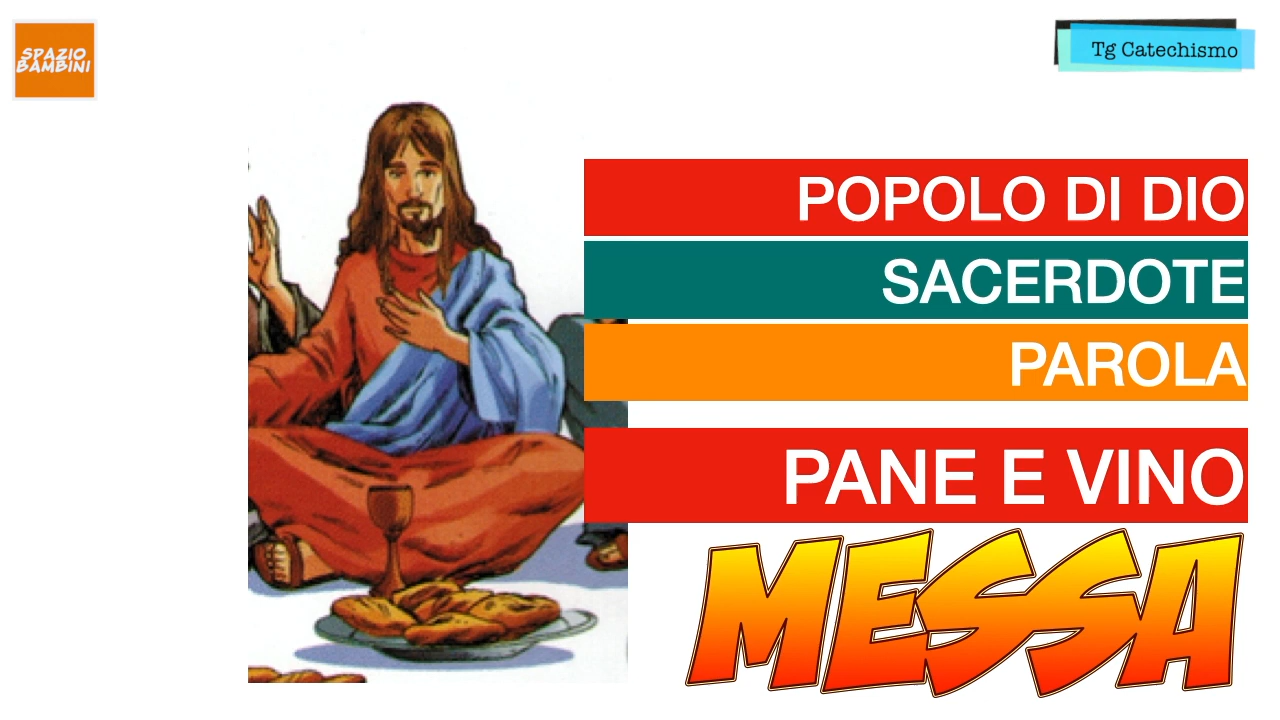 SPAZIO
BAMBINI
Tg Catechismo
POPOLO DI DIO
SACERDOTE
PAROLA
PANE E VINO
MESSA